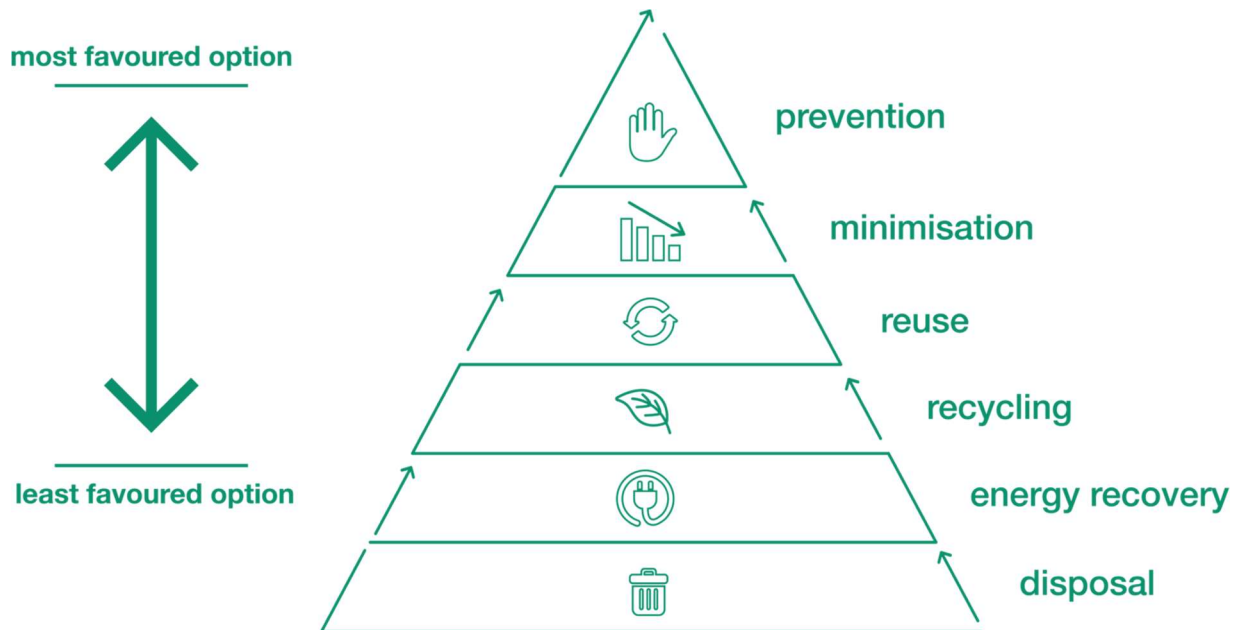 most favoured option
least favoured option
prevention
minimisation
reuse
recycling
energy recovery
disposal